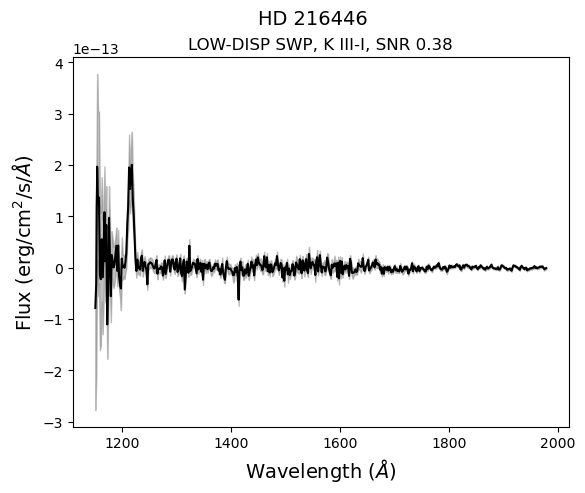 HD 216446
LOW-DISP SWP, K III-I, SNR 0.38
1e−13
4
3
2
1
0
−1
−2
−3
Flux (erg/cm²/s/Å)
1200 1400 1600 1800 2000
Wavelength (Å)